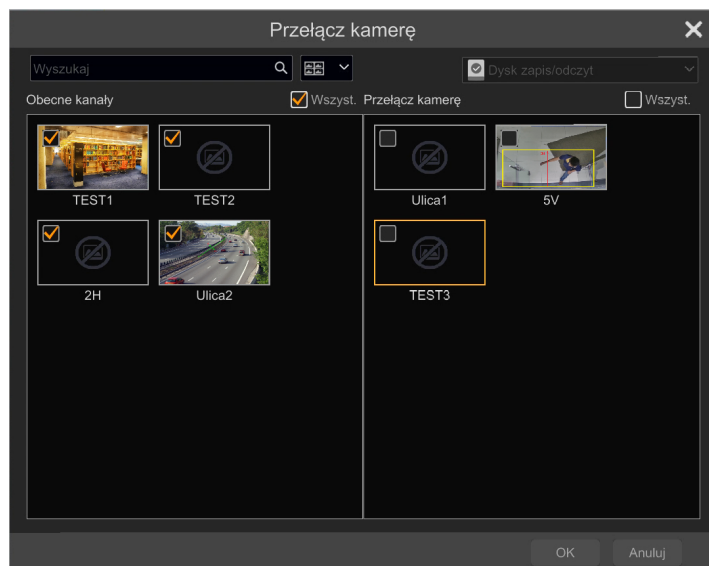 Przełącz kamerę
Wyszukaj
Dysk zapis/odczyt
Obecne kanały
Wszyst.
Przełącz kamerę
Wszyst.
TEST1
TEST2
Ulica1
5V
2H
Ulica2
TEST3
OK
Anuluj